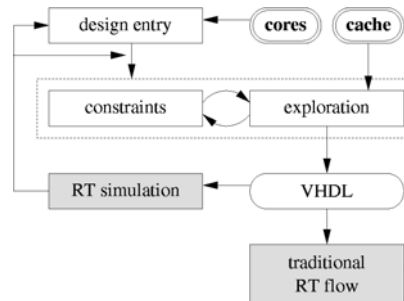 design entry
cores
cache
constraints
exploration
RT simulation
VHDL
traditional
RT flow